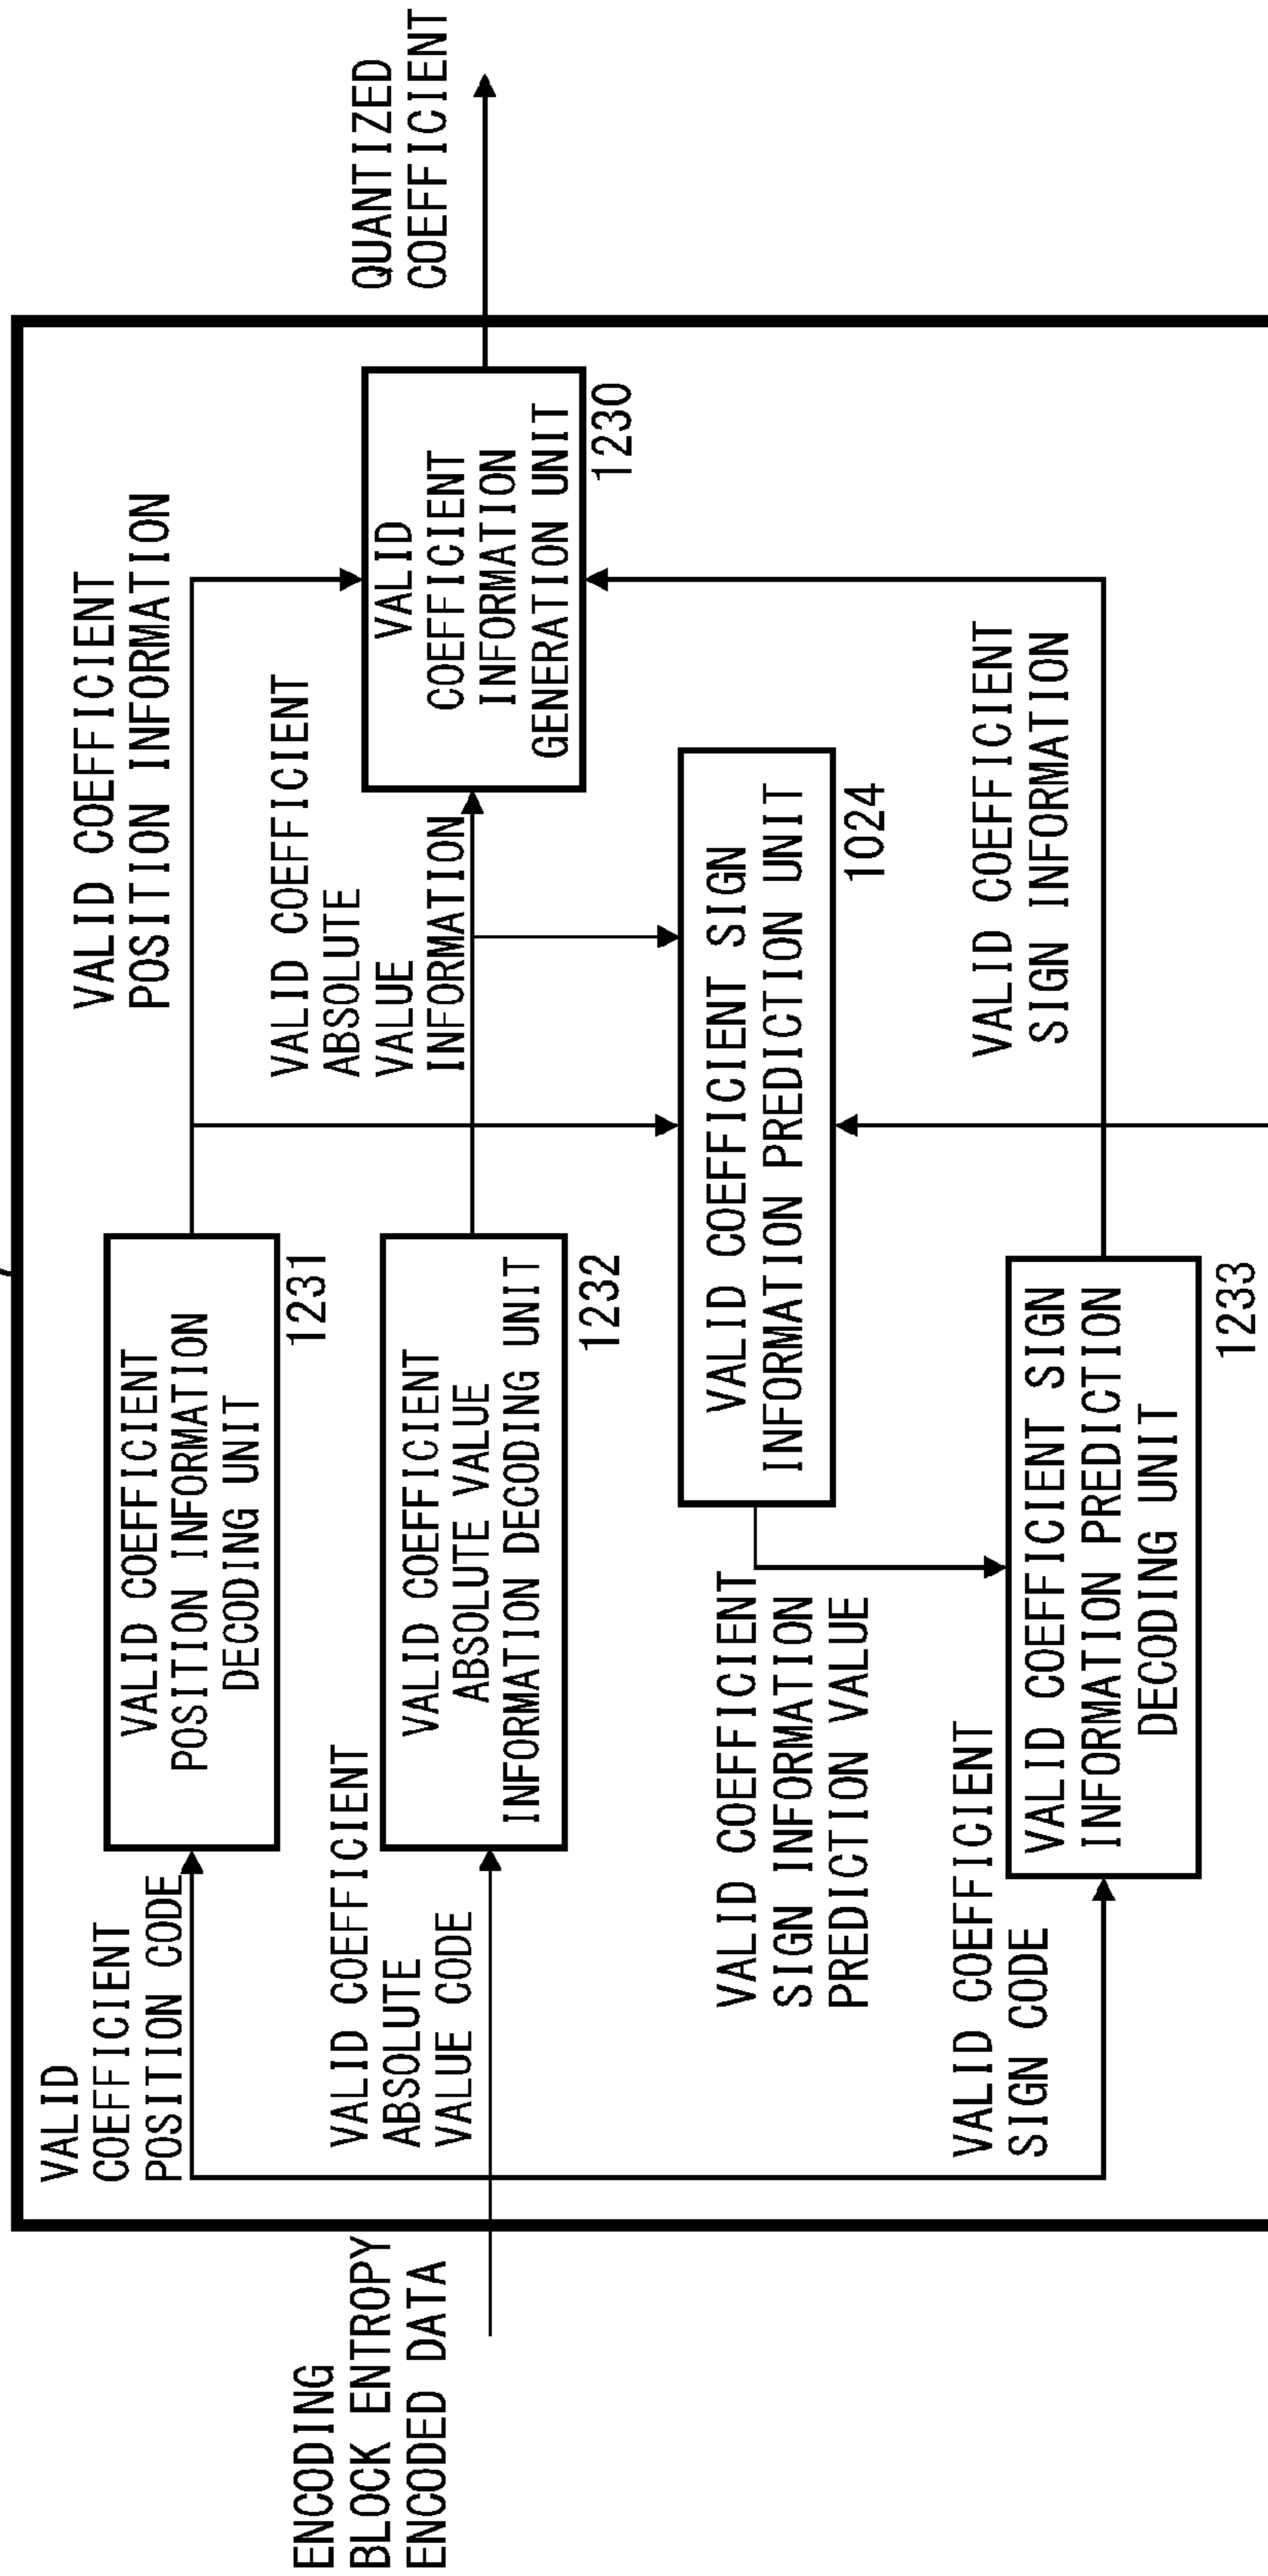 ENCODING
BLOCK ENTROPY
ENCODED DATA
VALID
COEFFICIENT
POSITION CODE
VALID COEFFICIENT
ABSOLUTE
VALUE CODE
VALID COEFFICIENT
SIGN CODE
VALID COEFFICIENT
POSITION INFORMATION
DECODING UNIT
1231
VALID COEFFICIENT
ABSOLUTE VALUE
INFORMATION DECODING UNIT
1232
VALID COEFFICIENT
SIGN INFORMATION
PREDICTION VALUE
VALID COEFFICIENT SIGN
INFORMATION PREDICTION
DECODING UNIT
1233
VALID COEFFICIENT
POSITION INFORMATION
VALID COEFFICIENT
ABSOLUTE
VALUE
INFORMATION
VALID COEFFICIENT SIGN
INFORMATION PREDICTION UNIT
1024
VALID COEFFICIENT
SIGN INFORMATION
VALID
COEFFICIENT
INFORMATION
GENERATION UNIT
1230
QUANTIZED
COEFFICIENT